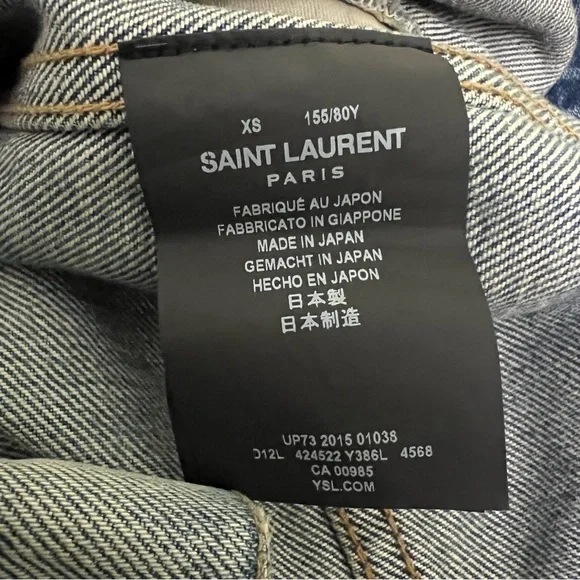 XS 155/80Y
SAINT LAURENT
PARIS
FABRIQUÉ AU JAPON
FABBRICATO IN GIAPPONE
MADE IN JAPAN
GEMACHT IN JAPAN
HECHO EN JAPON
日本製
日本制造
UP73 2015 01038
D12L 424522 Y386L 4568
CA 00985
YSL.COM